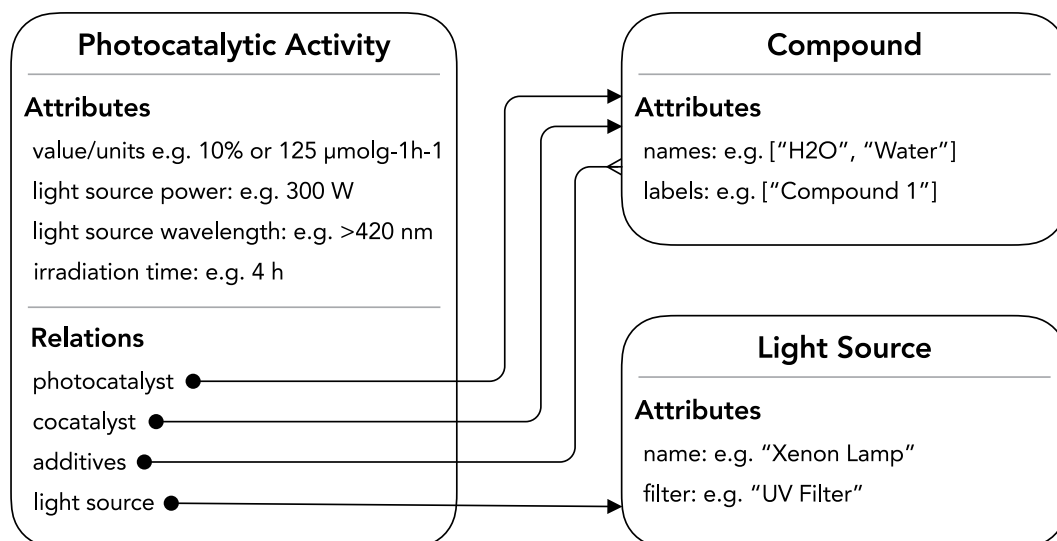 Photocatalytic Activity
Attributes
value/units e.g. 10% or 125 μmolg-1h-1
light source power: e.g. 300 W
light source wavelength: e.g. >420 nm
irradiation time: e.g. 4 h
Relations
photocatalyst
cocatalyst
additives
light source
Compound
Attributes
names: e.g. [“H2O”, “Water”]
labels: e.g. [“Compound 1”]
Light Source
Attributes
name: e.g. “Xenon Lamp”
filter: e.g. “UV Filter”